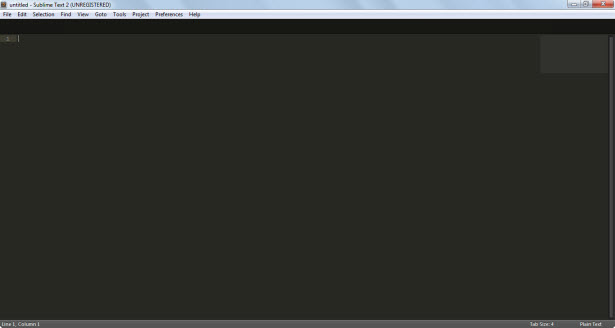 untitled - Sublime Text 2 (UNREGISTERED)
File Edit Selection Find View Goto Tools Project Preferences Help
1
Line 1, Column 1 Tab Size: 4 Plain Text